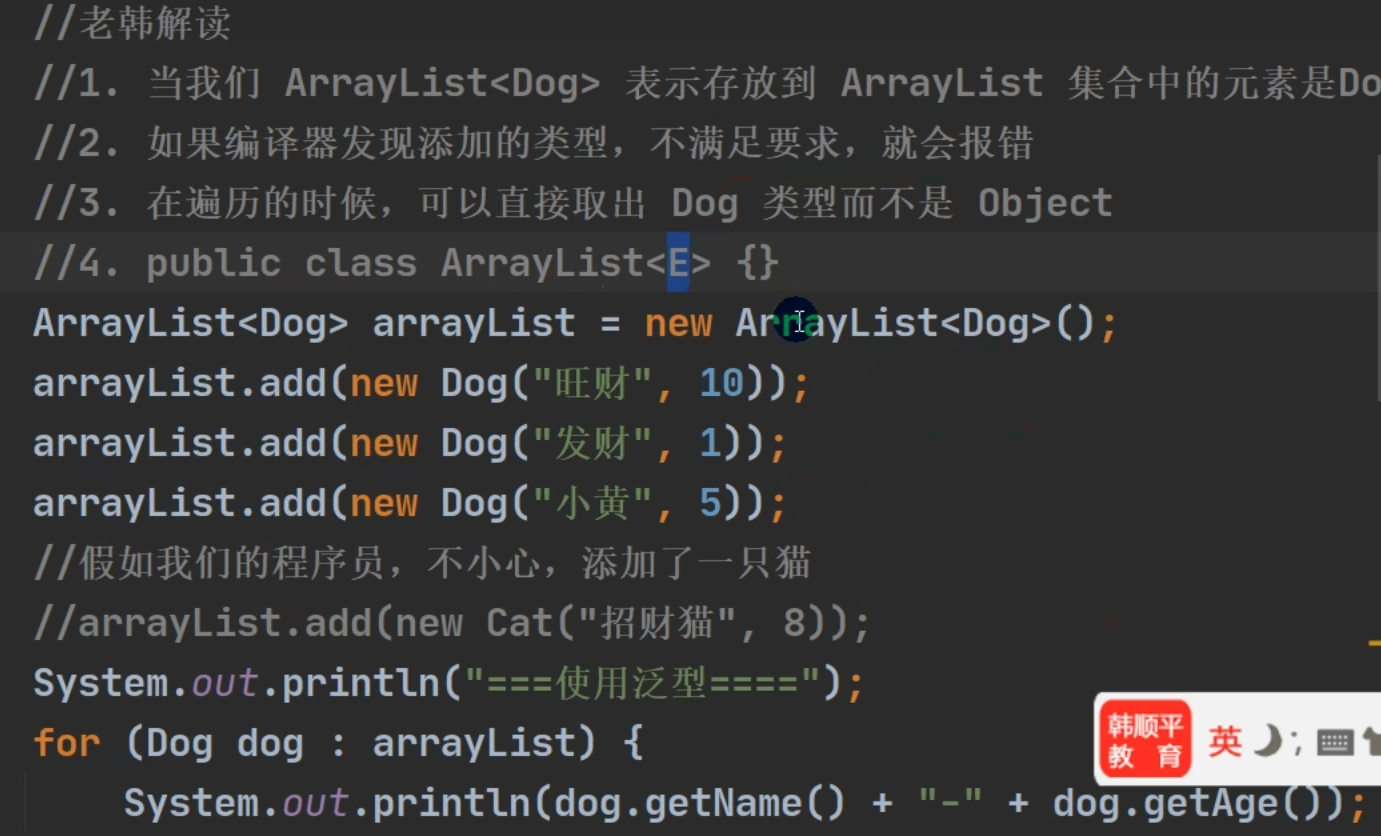 //老韩解读
//1. 当我们 ArrayList<Dog> 表示存放到 ArrayList 集合中的元素是Do
//2. 如果编译器发现添加的类型，不满足要求，就会报错
//3. 在遍历的时候，可以直接取出 Dog 类型而不是 Object
//4. public class ArrayList<E> {}
ArrayList<Dog> arrayList = new ArrayList<Dog>();
arrayList.add(new Dog("旺财", 10));
arrayList.add(new Dog("发财", 1));
arrayList.add(new Dog("小黄", 5));
//假如我们的程序员，不小心，添加了一只猫
//arrayList.add(new Cat("招财猫", 8));
System.out.println("===使用泛型====");
for (Dog dog : arrayList) {
System.out.println(dog.getName() + "-" + dog.getAge());
韩顺平
教 育
英